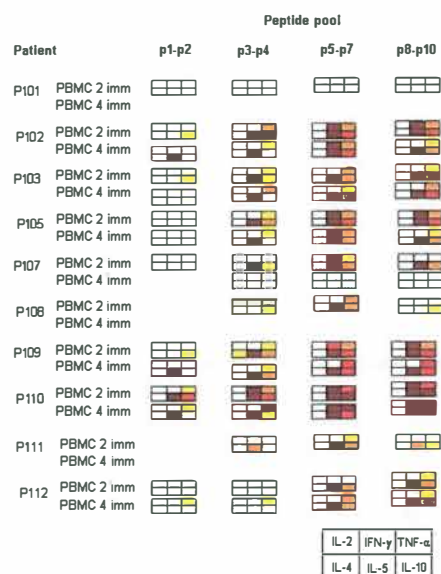 Peptide pool
Patient p1-p2 p3-p4 p5-p7 p8-p10
P101 PBMC 2 imm
PBMC 4 imm
P102 PBMC 2 imm
PBMC 4 imm
P103 PBMC 2 imm
PBMC 4 imm
P105 PBMC 2 imm
PBMC 4 imm
P107 PBMC 2 imm
PBMC 4 imm
P108 PBMC 2 imm
PBMC 4 imm
P109 PBMC 2 imm
PBMC 4 imm
P110 PBMC 2 imm
PBMC 4 imm
P111 PBMC 2 imm
PBMC 4 imm
P112 PBMC 2 imm
PBMC 4 imm
IL-2 IFN-γ TNF-α
IL-4 IL-5 IL-10